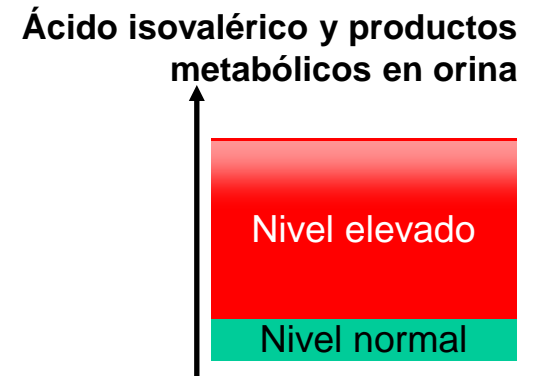 Ácido isovalérico y productos
metabólicos en orina
Nivel elevado
Nivel normal